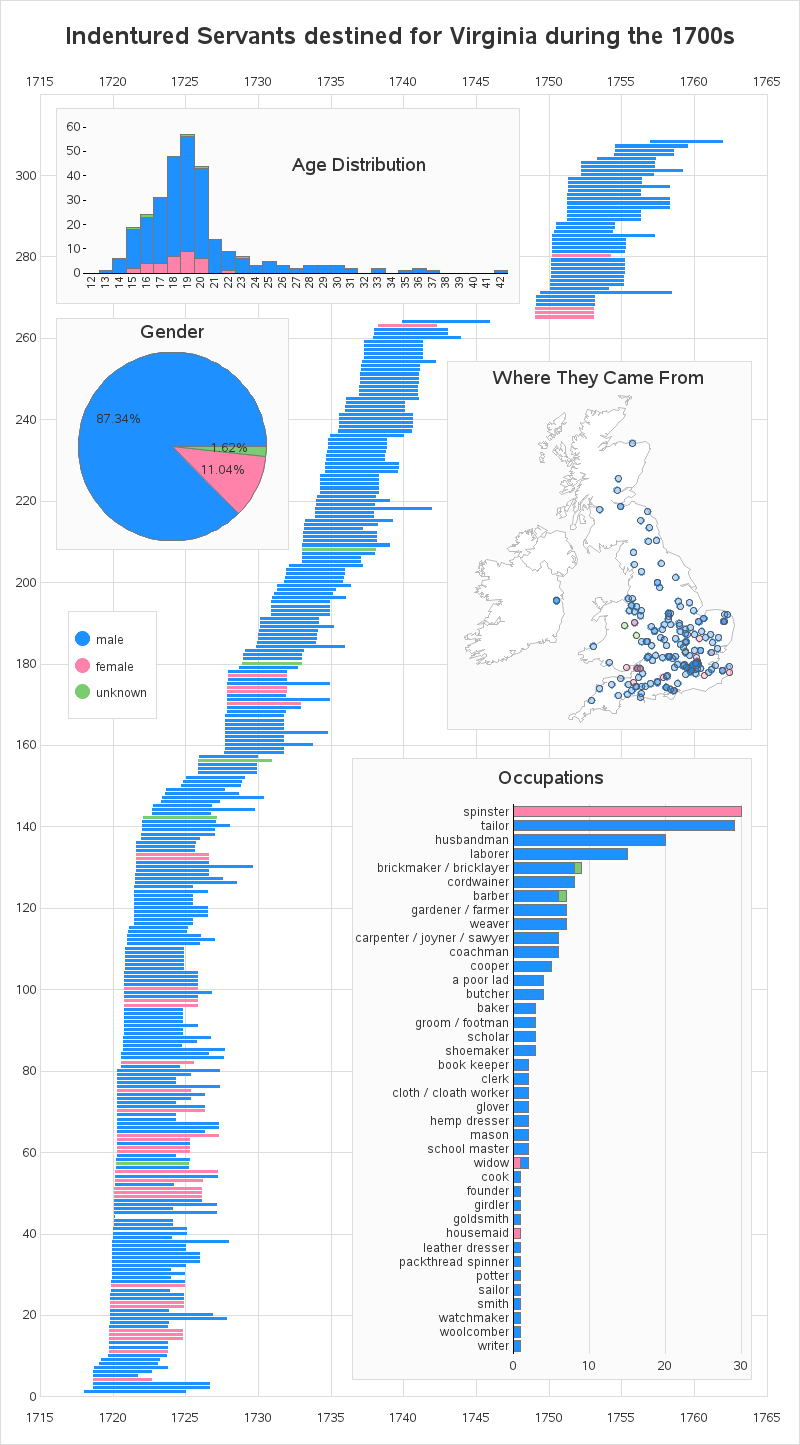 Indentured Servants destined for Virginia during the 1700s
1715 1720 1725 1730 1735 1740 1745 1750 1755 1760 1765
Age Distribution
60
50
40
30
20
10
0
12 13 14 15 16 17 18 19 20 21 22 23 24 25 26 27 28 29 30 31 32 33 34 35 36 37 38 39 40 41 42
Gender
87.34%
1.62%
11.04%
male
female
unknown
Where They Came From
Occupations
spinster
tailor
husbandman
laborer
brickmaker / bricklayer
cordwainer
barber
gardener / farmer
weaver
carpenter / joyner / sawyer
coachman
cooper
a poor lad
butcher
baker
groom / footman
scholar
shoemaker
book keeper
clerk
cloth / cloath worker
glover
hemp dresser
mason
school master
widow
cook
founder
girdler
goldsmith
housemaid
leather dresser
packthread spinner
potter
sailor
smith
watchmaker
woolcomber
writer
0 10 20 30
300
280
260
240
220
200
180
160
140
120
100
80
60
40
20
0
1715 1720 1725 1730 1735 1740 1745 1750 1755 1760 1765